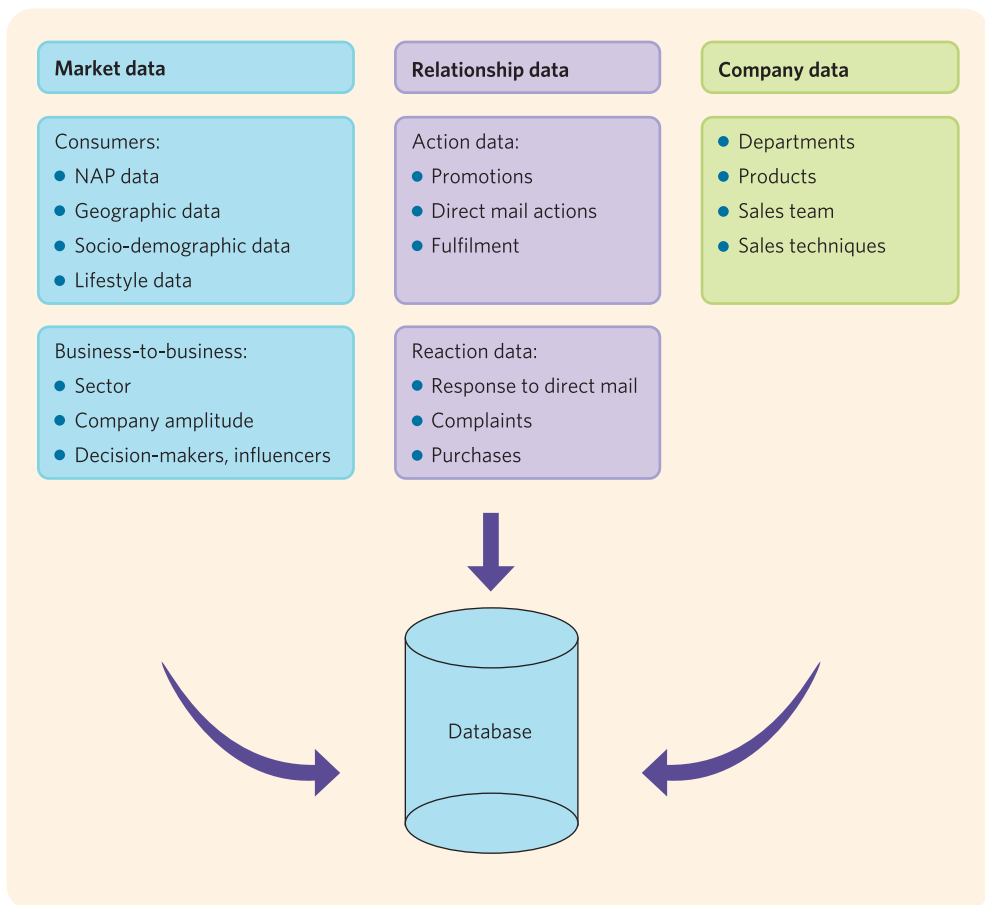 Market data
Consumers:
NAP data
Geographic data
Socio-demographic data
Lifestyle data
Business-to-business:
Sector
Company amplitude
Decision-makers, influencers
Relationship data
Action data:
Promotions
Direct mail actions
Fulfilment
Reaction data:
Response to direct mail
Complaints
Purchases
Company data
Departments
Products
Sales team
Sales techniques
Database